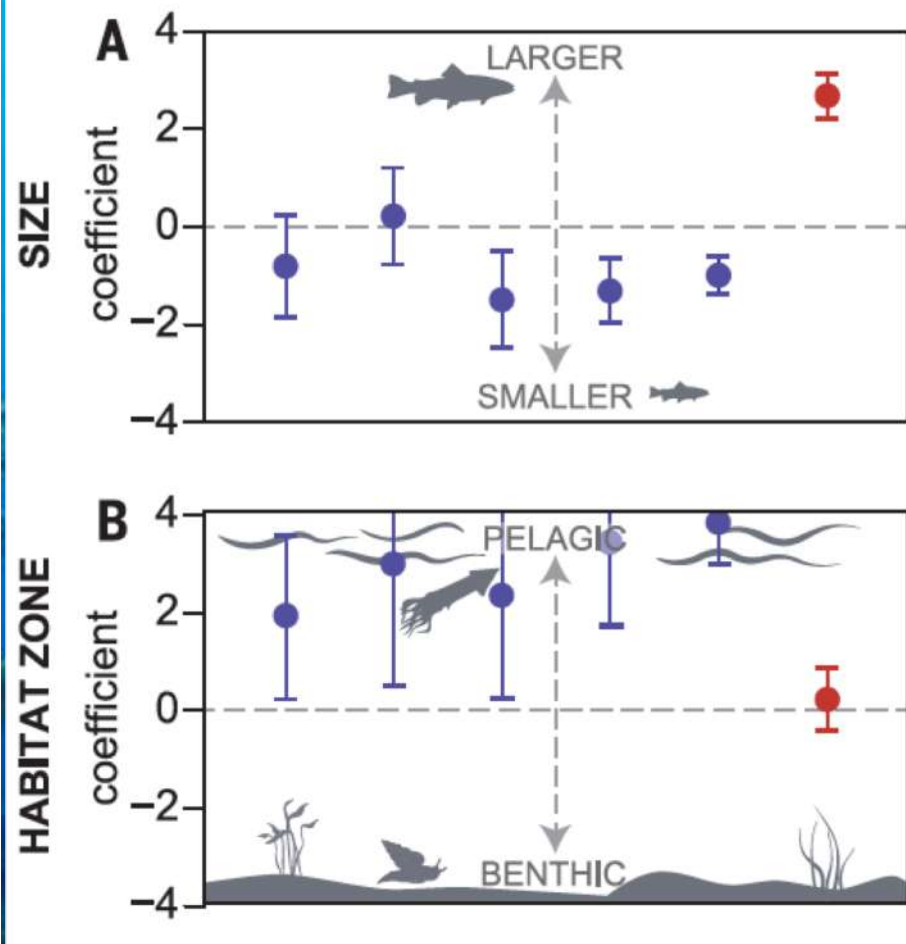 A
SIZE
coefficient
4
2
0
−2
−4
LARGER
SMALLER
B
HABITAT ZONE
coefficient
4
2
0
−2
−4
PELAGIC
BENTHIC